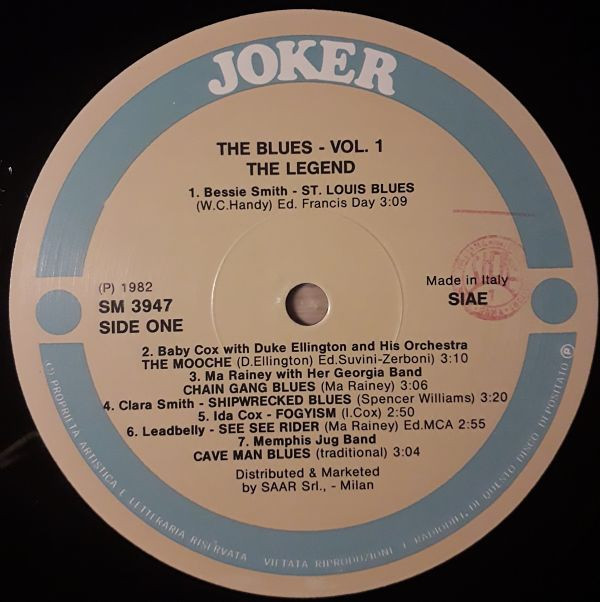 JOKER
THE BLUES - VOL. 1
THE LEGEND
1. Bessie Smith - ST. LOUIS BLUES
(W.C.Handy) Ed. Francis Day 3:09
(P) 1982
SM 3947
SIDE ONE
Made in Italy
SIAE
2. Baby Cox with Duke Ellington and His Orchestra
THE MOOCHE (D.Ellington) Ed.Suvini-Zerboni) 3:10
3. Ma Rainey with Her Georgia Band
CHAIN GANG BLUES (Ma Rainey) 3:06
4. Clara Smith - SHIPWRECKED BLUES (Spencer Williams) 3:20
5. Ida Cox - FOGYISM (I.Cox) 2:50
6. Leadbelly - SEE SEE RIDER (Ma Rainey) Ed.MCA 2:55
7. Memphis Jug Band
CAVE MAN BLUES (traditional) 3:04
Distributed & Marketed
by SAAR Srl., - Milan
(C) PROPRIETA ARTISTICA E LETTERARIA RISERVATA VIETATA RIPRODUZIONI E RADIODIF. DI QUESTO DISCO DEPOSITATO (P)